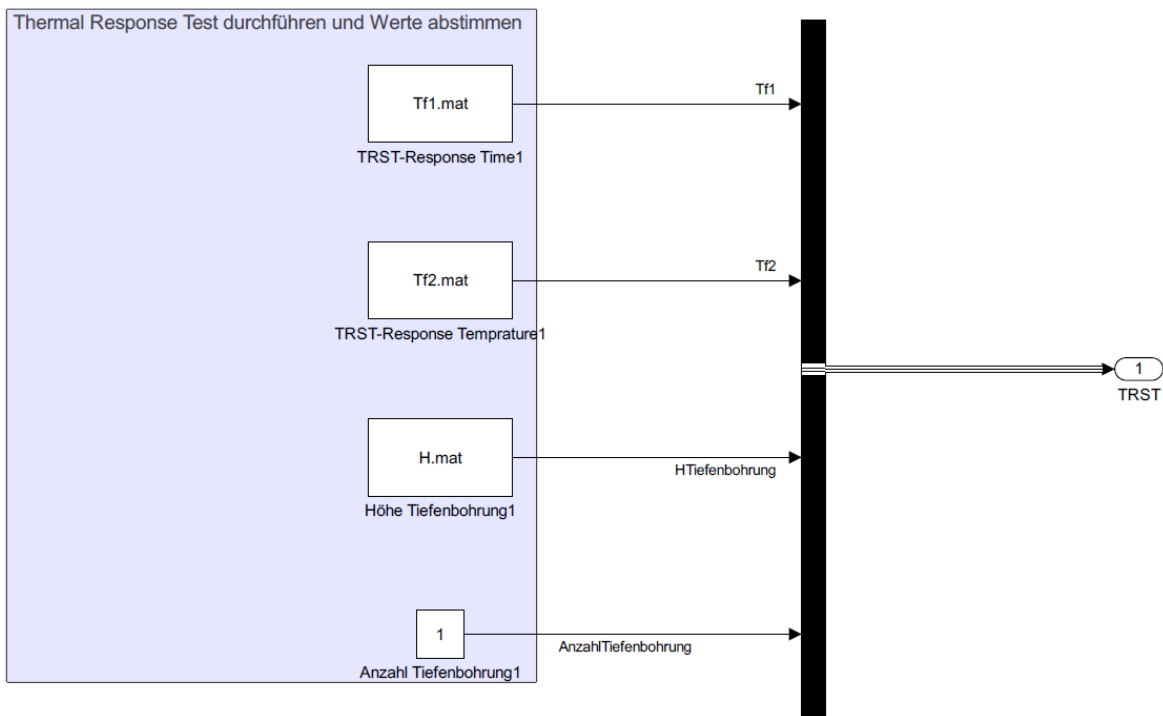 Thermal Response Test durchführen und Werte abstimmen
Tf1.mat
Tf1
TRST-Response Time1
Tf2.mat
Tf2
TRST-Response Temprature1
1
TRST
H.mat
HTiefenbohrung
Höhe Tiefenbohrung1
1
AnzahlTiefenbohrung
Anzahl Tiefenbohrung1